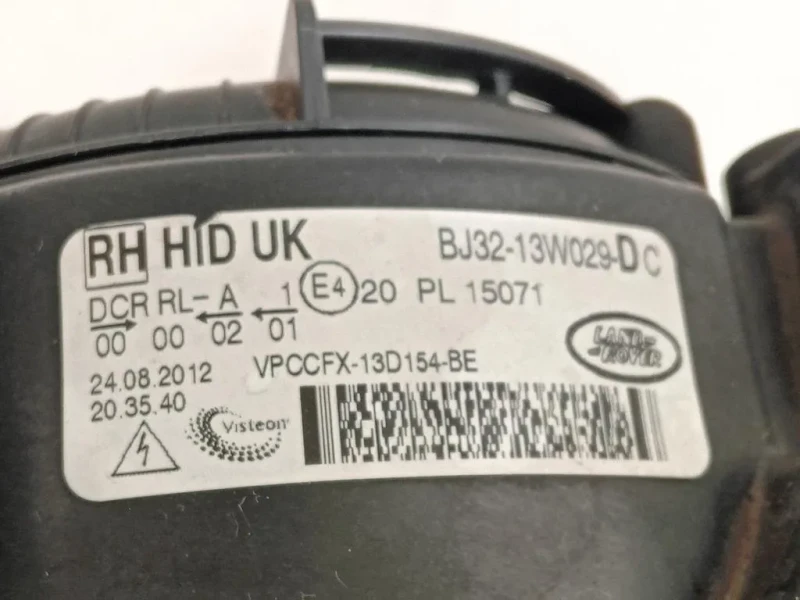 RH HID UK BJ32-13W029-DC
DCR RL-A 1 E4 20 PL 15071
00 00 02 01
LAND
ROVER
24.08.2012 VPCCFX-13D154-BE
20.35.40
Visteon